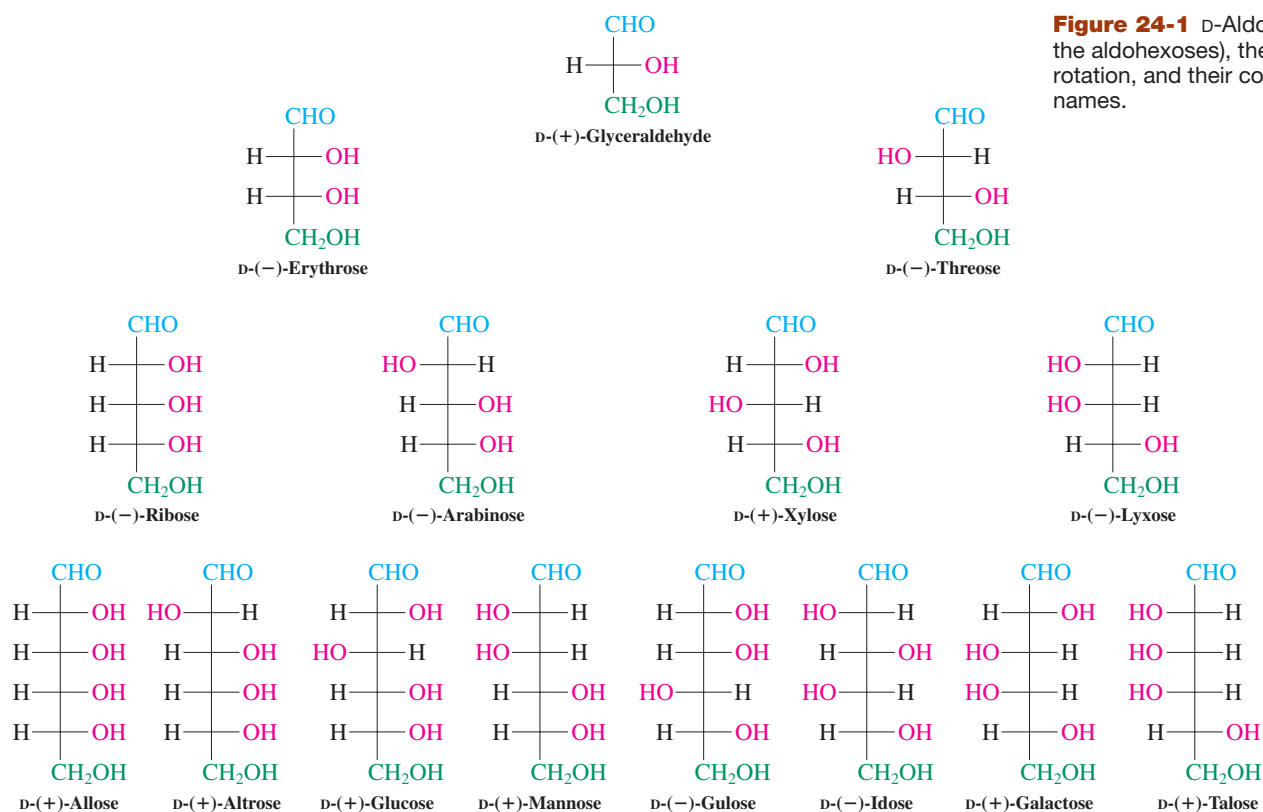 CHO
H OH
CH₂OH
D-(+)-Glyceraldehyde
Figure 24-1 D-Aldo
the aldohexoses), the
rotation, and their co
names.
CHO
H OH
H OH
CH₂OH
D-(−)-Erythrose
CHO
HO H
H OH
CH₂OH
D-(−)-Threose
CHO
H OH
H OH
H OH
CH₂OH
D-(−)-Ribose
CHO
HO H
H OH
H OH
CH₂OH
D-(−)-Arabinose
CHO
H OH
HO H
H OH
CH₂OH
D-(+)-Xylose
CHO
HO H
HO H
H OH
CH₂OH
D-(−)-Lyxose
CHO
H OH
H OH
H OH
H OH
CH₂OH
D-(+)-Allose
CHO
HO H
H OH
H OH
H OH
CH₂OH
D-(+)-Altrose
CHO
H OH
HO H
H OH
H OH
CH₂OH
D-(+)-Glucose
CHO
HO H
HO H
H OH
H OH
CH₂OH
D-(+)-Mannose
CHO
H OH
H OH
HO H
H OH
CH₂OH
D-(−)-Gulose
CHO
HO H
H OH
HO H
H OH
CH₂OH
D-(−)-Idose
CHO
H OH
HO H
HO H
H OH
CH₂OH
D-(+)-Galactose
CHO
HO H
HO H
HO H
H OH
CH₂OH
D-(+)-Talose